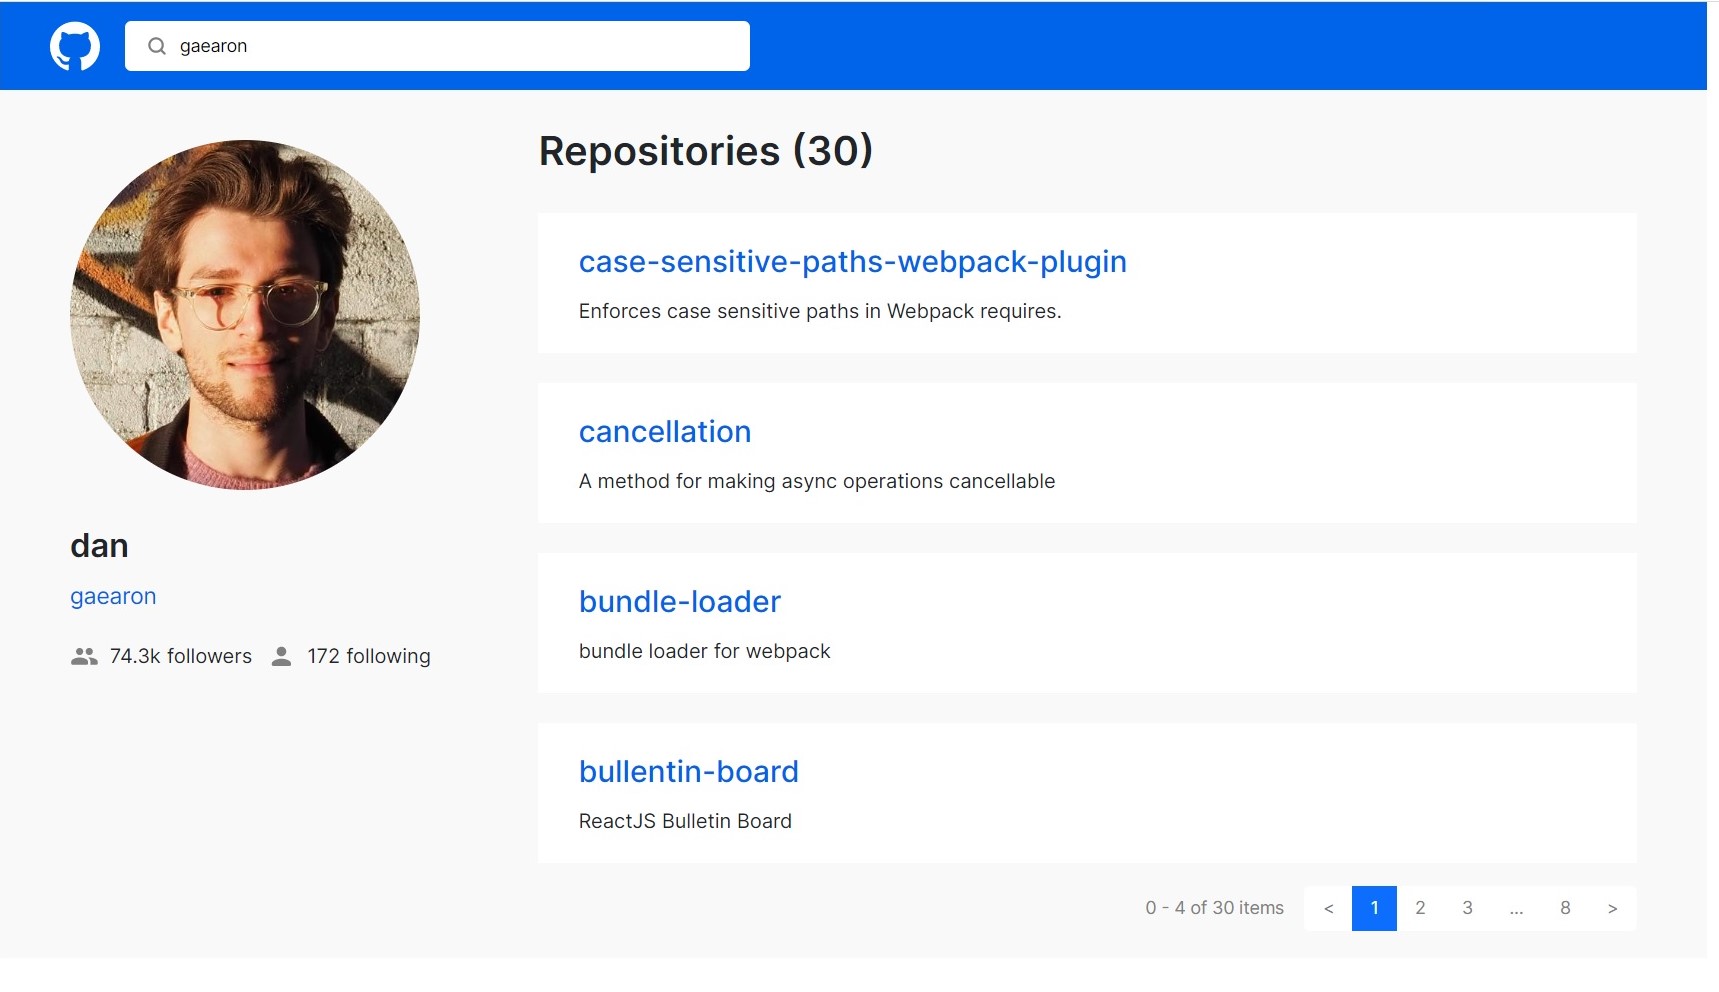 gaearon
Repositories (30)
case-sensitive-paths-webpack-plugin
Enforces case sensitive paths in Webpack requires.
cancellation
A method for making async operations cancellable
bundle-loader
bundle loader for webpack
bullentin-board
ReactJS Bulletin Board
dan
gaearon
74.3k followers 172 following
0 - 4 of 30 items < 1 2 3 ... 8 >